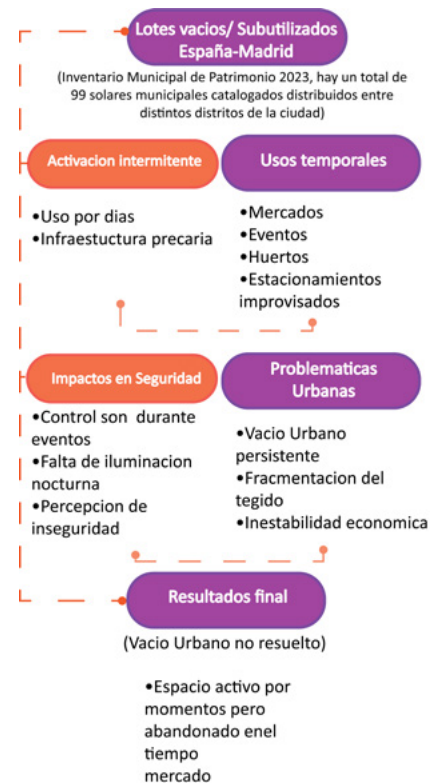 Lotes vacios/ Subutilizados
España-Madrid
(Inventario Municipal de Patrimonio 2023, hay un total de
99 solares municipales catalogados distribuidos entre
distintos distritos de la ciudad)
Activacion intermitente
•Uso por dias
•Infraestuctura precaria
Usos temporales
•Mercados
•Eventos
•Huertos
•Estacionamientos
improvisados
Impactos en Seguridad
•Control son durante
eventos
•Falta de iluminacion
nocturna
•Percepcion de
inseguridad
Problematicas
Urbanas
•Vacio Urbano
persistente
•Fracmentacion del
tegido
•Inestabilidad economica
Resultados final
(Vacio Urbano no resuelto)
•Espacio activo por
momentos pero
abandonado enel
tiempo
mercado